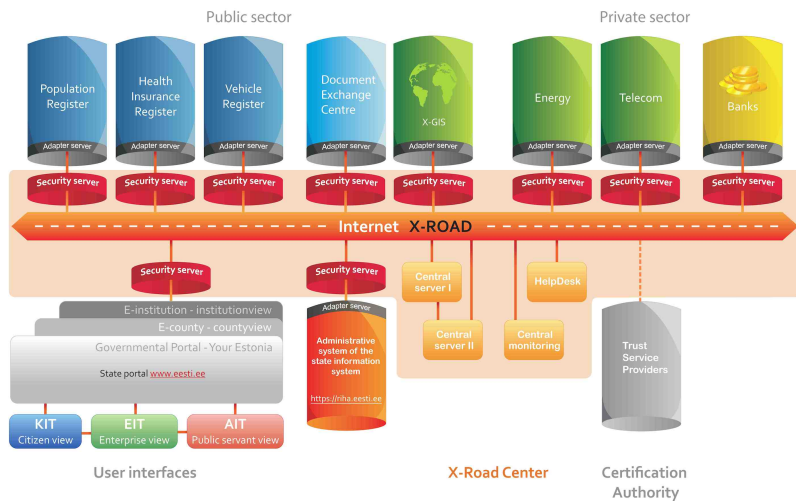 Public sector
Private sector
Population
Register
Health
Insurance
Register
Vehicle
Register
Document
Exchange
Centre
X-GIS
Energy
Telecom
Banks
Adapter server
Adapter server
Adapter server
Adapter server
Adapter server
Adapter server
Adapter server
Adapter server
Security server
Security server
Security server
Security server
Security server
Security server
Security server
Security server
Internet X-ROAD
Security server
Security server
Central
server I
HelpDesk
E-institution - institutionview
E-county - countyview
Governmental Portal - Your Estonia
State portal www.eesti.ee
Adapter server
Administrative
system of the
state information
system
https://riha.eesti.ee
Central
server II
Central
monitoring
Trust
Service
Providers
KIT
Citizen view
EIT
Enterprise view
AIT
Public servant view
User interfaces
X-Road Center
Certification
Authority